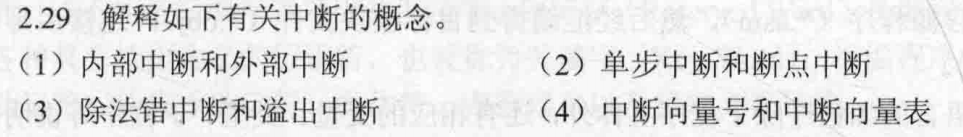 2.29 解释如下有关中断的概念。
（1）内部中断和外部中断 （2）单步中断和断点中断
（3）除法错中断和溢出中断 （4）中断向量号和中断向量表